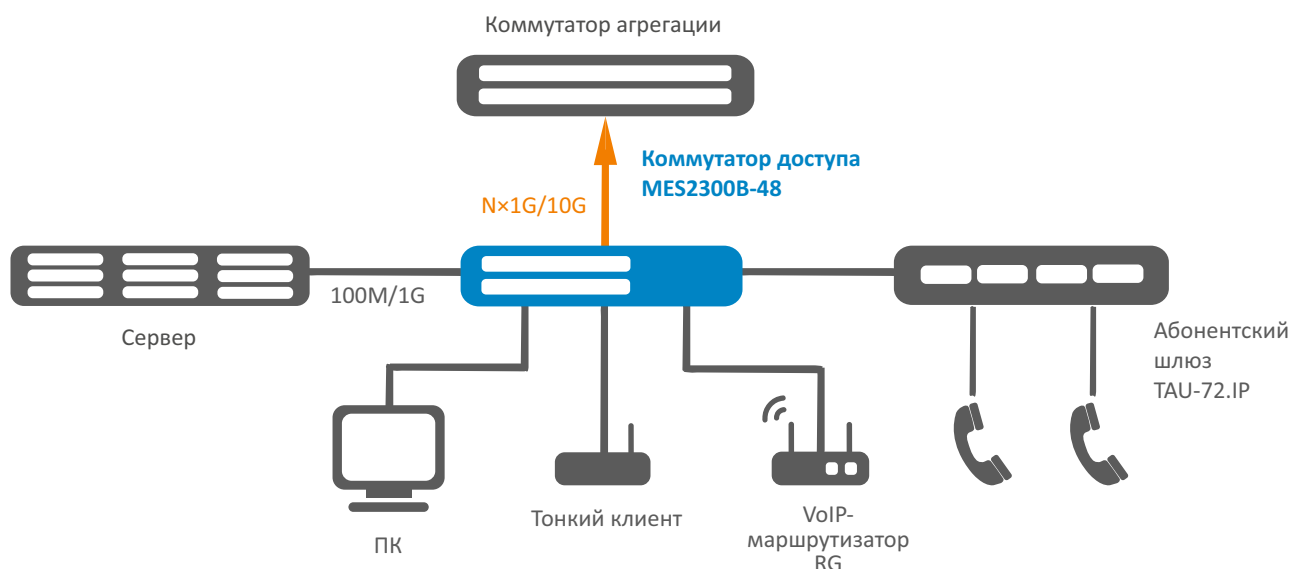 Коммутатор агрегации
Коммутатор доступа
MES2300B-48
N×1G/10G
100M/1G
Сервер
Абонентский
шлюз
TAU-72.IP
ПК
Тонкий клиент
VoIP-
маршрутизатор
RG